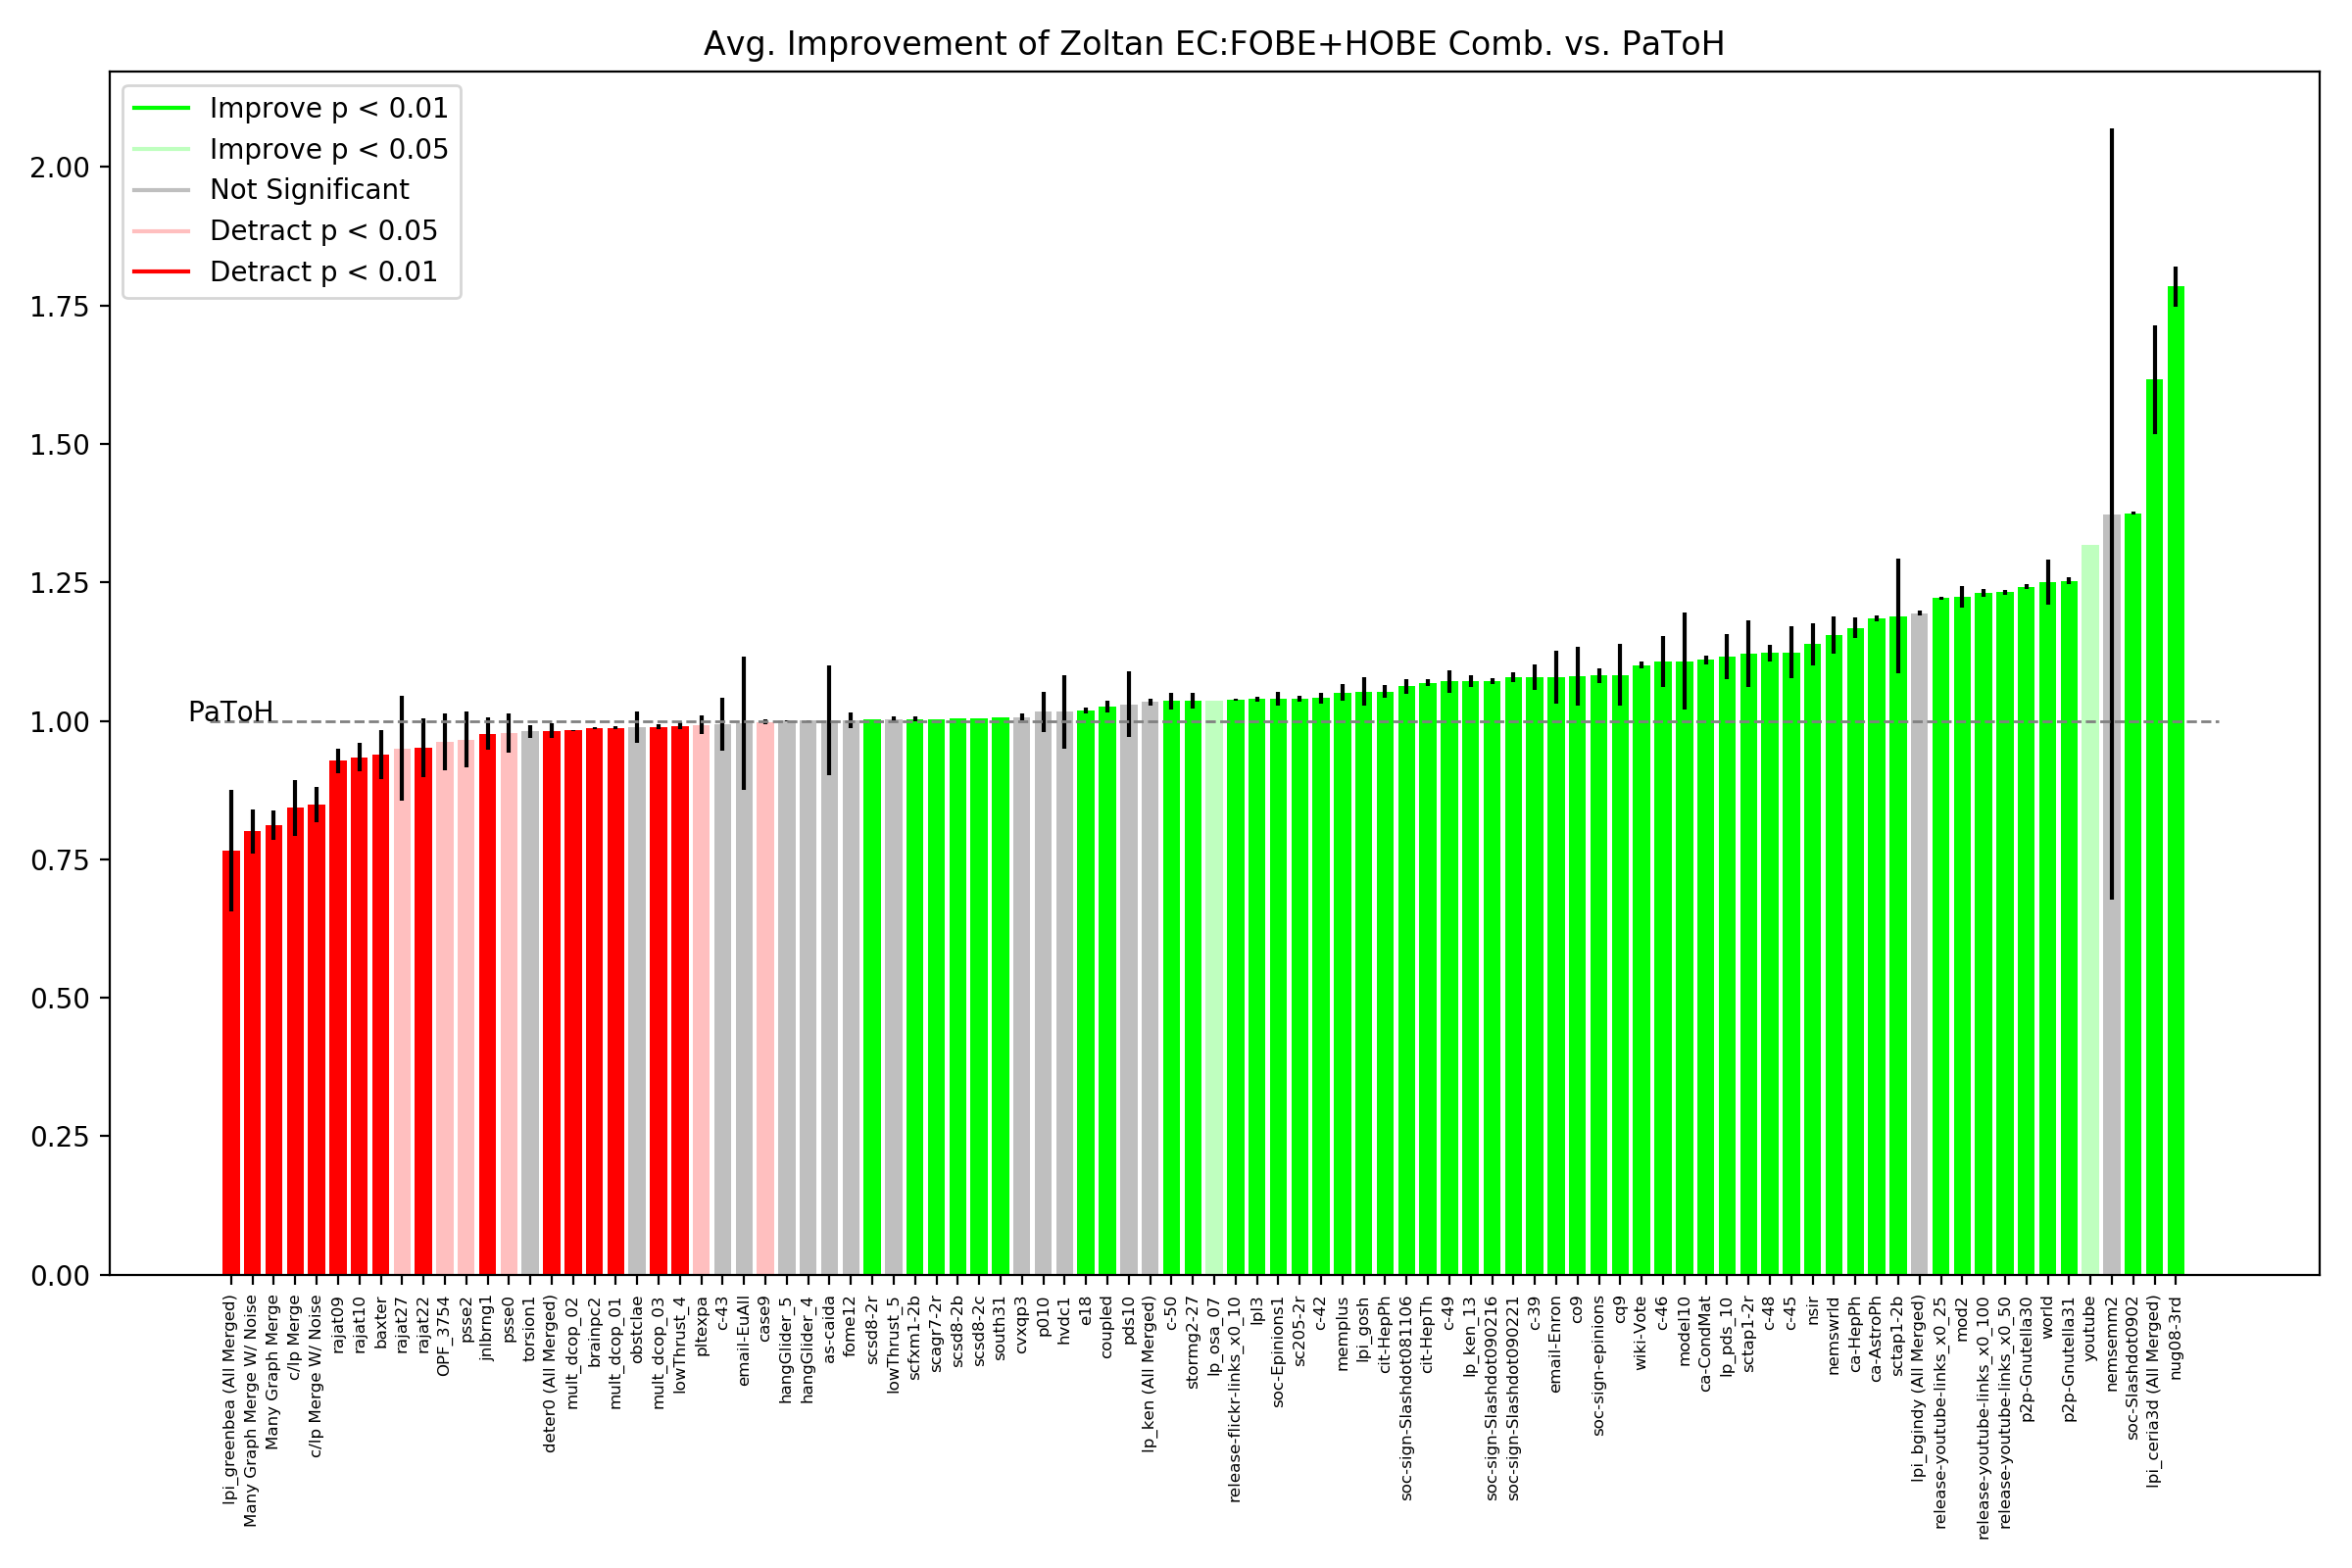 Avg. Improvement of Zoltan EC:FOBE+HOBE Comb. vs. PaToH
Improve p < 0.01
Improve p < 0.05
Not Significant
Detract p < 0.05
Detract p < 0.01
2.00
1.75
1.50
1.25
1.00
0.75
0.50
0.25
0.00
PaToH
lpi_greenbea (All Merged)
Many Graph Merge W/ Noise
Many Graph Merge
c/lp Merge
c/lp Merge W/ Noise
rajat09
rajat10
baxter
rajat27
rajat22
OPF_3754
psse2
jnlbrng1
psse0
torsion1
deter0 (All Merged)
mult_dcop_02
brainpc2
mult_dcop_01
obstclae
mult_dcop_03
lowThrust_4
pltexpa
c-43
email-EuAll
case9
hangGlider_5
hangGlider_4
as-caida
fome12
scsd8-2r
lowThrust_5
scfxm1-2b
scagr7-2r
scsd8-2b
scsd8-2c
south31
cvxqp3
p010
hvdc1
e18
coupled
pds10
lp_ken (All Merged)
c-50
stormg2-27
lp_osa_07
release-flickr-links_x0_10
lpl3
soc-Epinions1
sc205-2r
c-42
memplus
lpi_gosh
cit-HepPh
soc-sign-Slashdot081106
cit-HepTh
c-49
lp_ken_13
soc-sign-Slashdot090216
soc-sign-Slashdot090221
c-39
email-Enron
co9
soc-sign-epinions
cq9
wiki-Vote
c-46
model10
ca-CondMat
lp_pds_10
sctap1-2r
c-48
c-45
nsir
nemswrld
ca-HepPh
ca-AstroPh
sctap1-2b
lpi_bgindy (All Merged)
release-youtube-links_x0_25
mod2
release-youtube-links_x0_100
release-youtube-links_x0_50
p2p-Gnutella30
world
p2p-Gnutella31
youtube
nemsemm2
soc-Slashdot0902
lpi_ceria3d (All Merged)
nug08-3rd